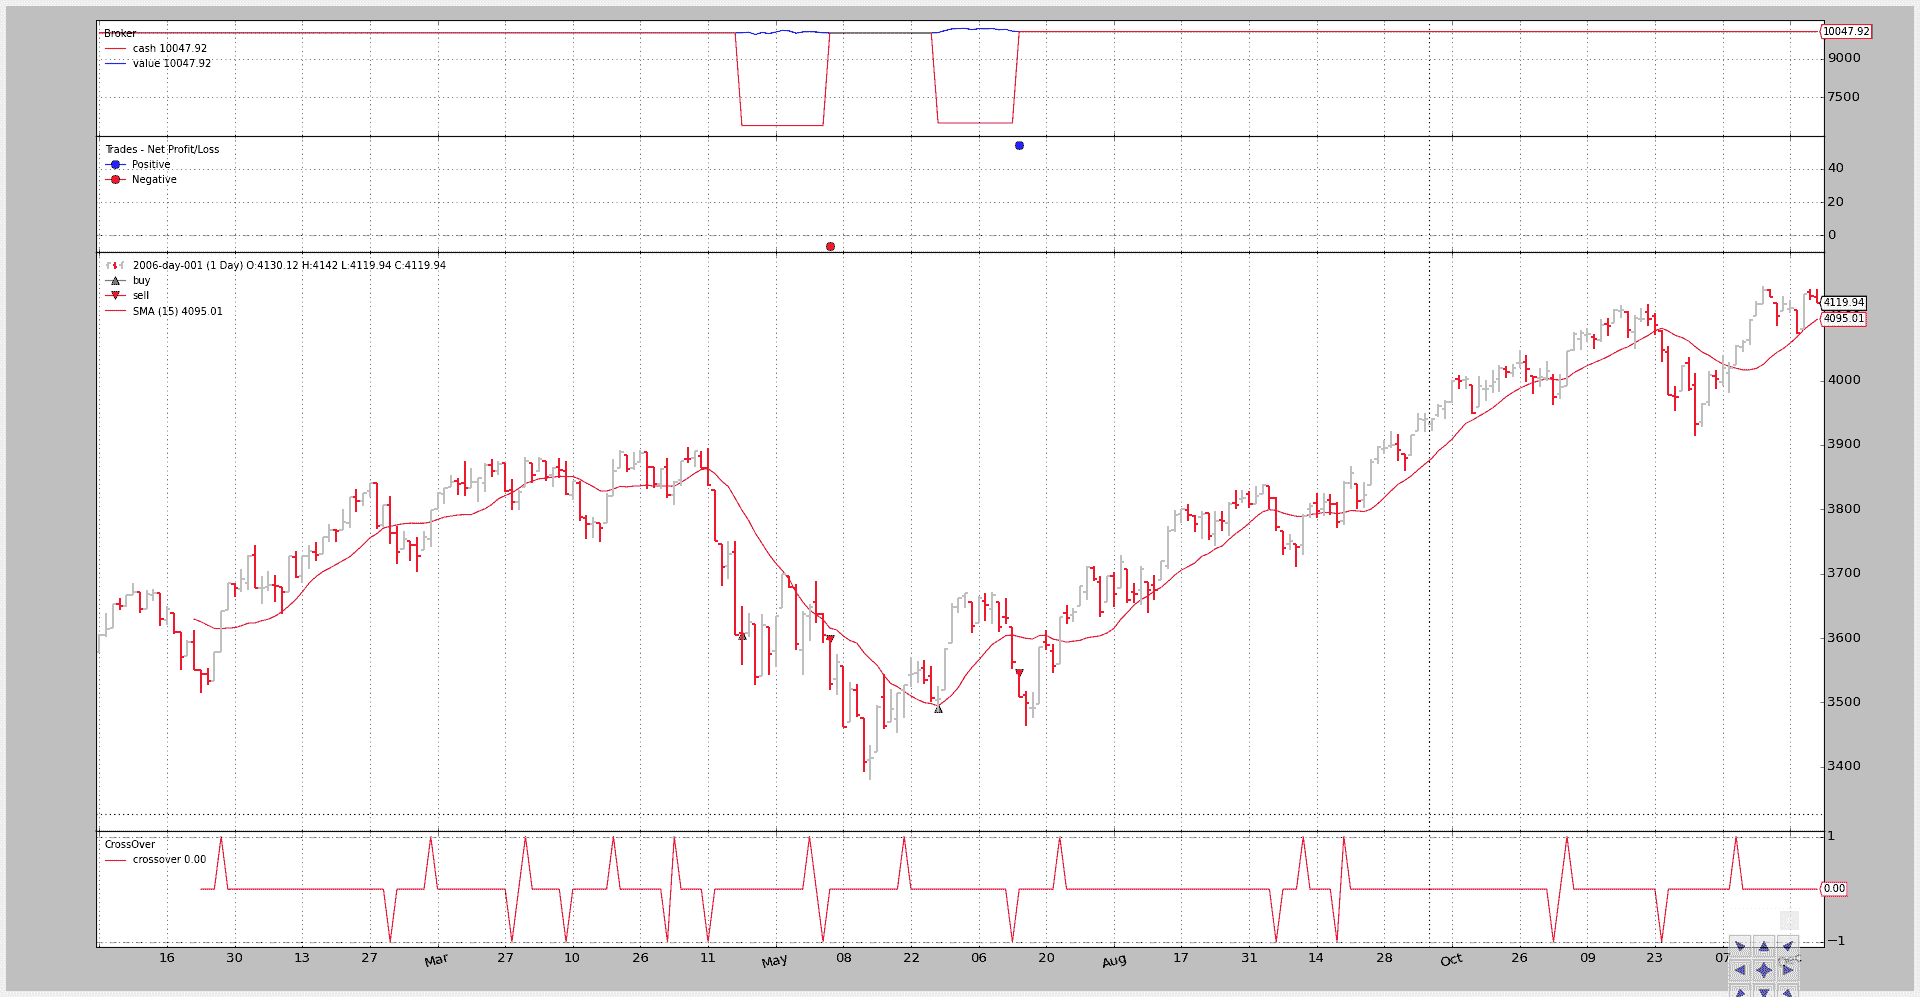 Broker
cash 10047.92
value 10047.92
10047.92
9000
7500
Trades - Net Profit/Loss
Positive
Negative
40
20
0
2006-day-001 (1 Day) O:4130.12 H:4142 L:4119.94 C:4119.94
buy
sell
SMA (15) 4095.01
4119.94
4095.01
4000
3900
3800
3700
3600
3500
3400
CrossOver
crossover 0.00
1
0.00
−1
16 30 13 27 Mar 27 10 26 11 May 08 22 06 20 Aug 17 31 14 28 Oct 26 09 23 07